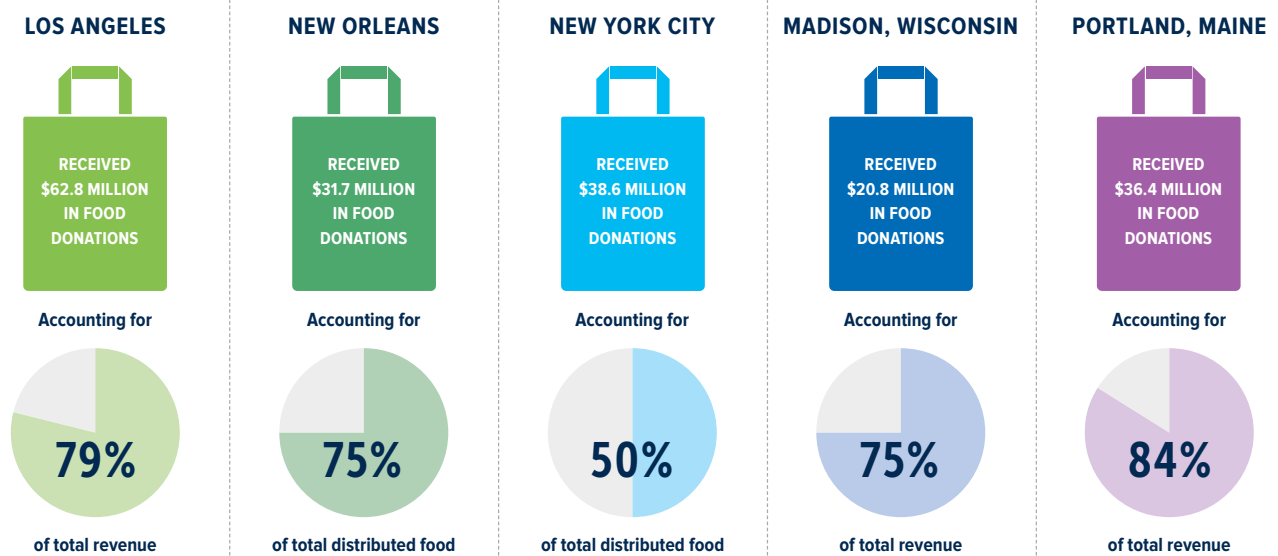 LOS ANGELES
RECEIVED
$62.8 MILLION
IN FOOD
DONATIONS
Accounting for
79%
of total revenue
NEW ORLEANS
RECEIVED
$31.7 MILLION
IN FOOD
DONATIONS
Accounting for
75%
of total distributed food
NEW YORK CITY
RECEIVED
$38.6 MILLION
IN FOOD
DONATIONS
Accounting for
50%
of total distributed food
MADISON, WISCONSIN
RECEIVED
$20.8 MILLION
IN FOOD
DONATIONS
Accounting for
75%
of total revenue
PORTLAND, MAINE
RECEIVED
$36.4 MILLION
IN FOOD
DONATIONS
Accounting for
84%
of total revenue